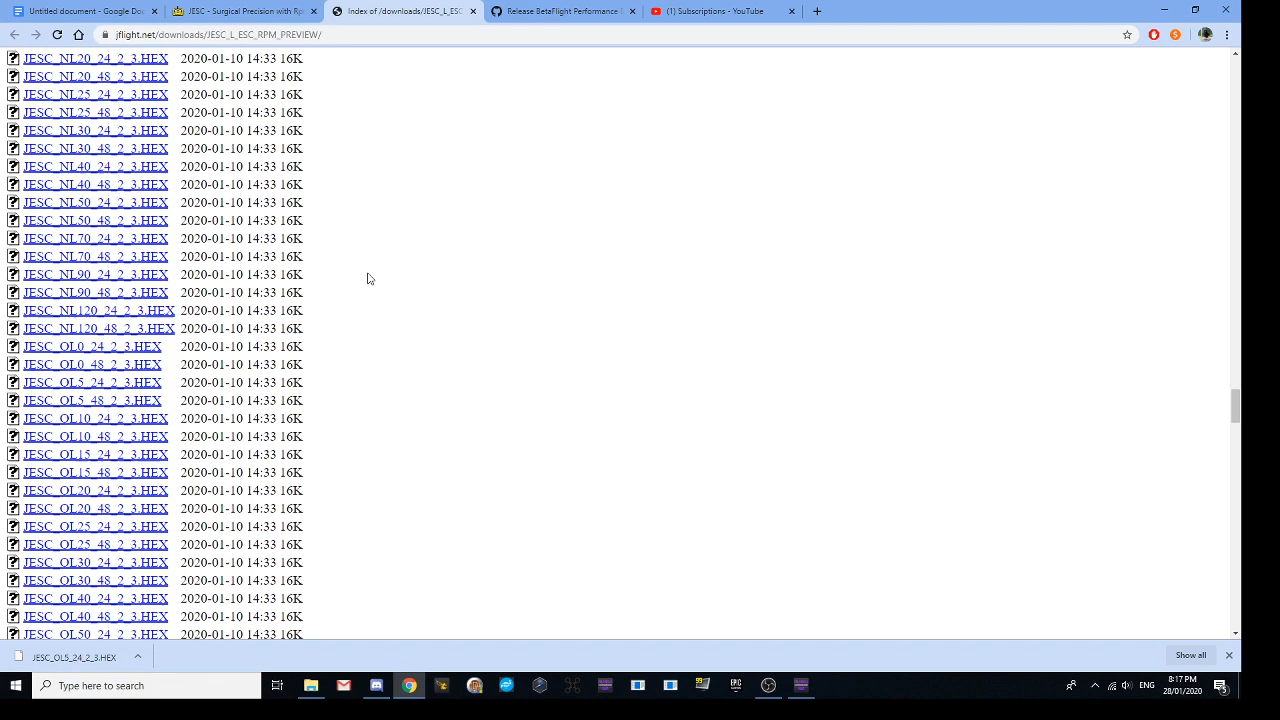 Untitled document - Google Doc
JESC - Surgical Precision with Rp
Index of /downloads/JESC_L_ESC
Release BetaFlight Performance E
(1) Subscriptions - YouTube
jflight.net/downloads/JESC_L_ESC_RPM_PREVIEW/
JESC_NL20_24_2_3.HEX 2020-01-10 14:33 16K
JESC_NL20_48_2_3.HEX 2020-01-10 14:33 16K
JESC_NL25_24_2_3.HEX 2020-01-10 14:33 16K
JESC_NL25_48_2_3.HEX 2020-01-10 14:33 16K
JESC_NL30_24_2_3.HEX 2020-01-10 14:33 16K
JESC_NL30_48_2_3.HEX 2020-01-10 14:33 16K
JESC_NL40_24_2_3.HEX 2020-01-10 14:33 16K
JESC_NL40_48_2_3.HEX 2020-01-10 14:33 16K
JESC_NL50_24_2_3.HEX 2020-01-10 14:33 16K
JESC_NL50_48_2_3.HEX 2020-01-10 14:33 16K
JESC_NL70_24_2_3.HEX 2020-01-10 14:33 16K
JESC_NL70_48_2_3.HEX 2020-01-10 14:33 16K
JESC_NL90_24_2_3.HEX 2020-01-10 14:33 16K
JESC_NL90_48_2_3.HEX 2020-01-10 14:33 16K
JESC_NL120_24_2_3.HEX 2020-01-10 14:33 16K
JESC_NL120_48_2_3.HEX 2020-01-10 14:33 16K
JESC_OL0_24_2_3.HEX 2020-01-10 14:33 16K
JESC_OL0_48_2_3.HEX 2020-01-10 14:33 16K
JESC_OL5_24_2_3.HEX 2020-01-10 14:33 16K
JESC_OL5_48_2_3.HEX 2020-01-10 14:33 16K
JESC_OL10_24_2_3.HEX 2020-01-10 14:33 16K
JESC_OL10_48_2_3.HEX 2020-01-10 14:33 16K
JESC_OL15_24_2_3.HEX 2020-01-10 14:33 16K
JESC_OL15_48_2_3.HEX 2020-01-10 14:33 16K
JESC_OL20_24_2_3.HEX 2020-01-10 14:33 16K
JESC_OL20_48_2_3.HEX 2020-01-10 14:33 16K
JESC_OL25_24_2_3.HEX 2020-01-10 14:33 16K
JESC_OL25_48_2_3.HEX 2020-01-10 14:33 16K
JESC_OL30_24_2_3.HEX 2020-01-10 14:33 16K
JESC_OL30_48_2_3.HEX 2020-01-10 14:33 16K
JESC_OL40_24_2_3.HEX 2020-01-10 14:33 16K
JESC_OL40_48_2_3.HEX 2020-01-10 14:33 16K
JESC_OL50_24_2_3.HEX 2020-01-10 14:33 16K
JESC_OL5_24_2_3.HEX
Show all
Type here to search
ENG
8:17 PM
28/01/2020